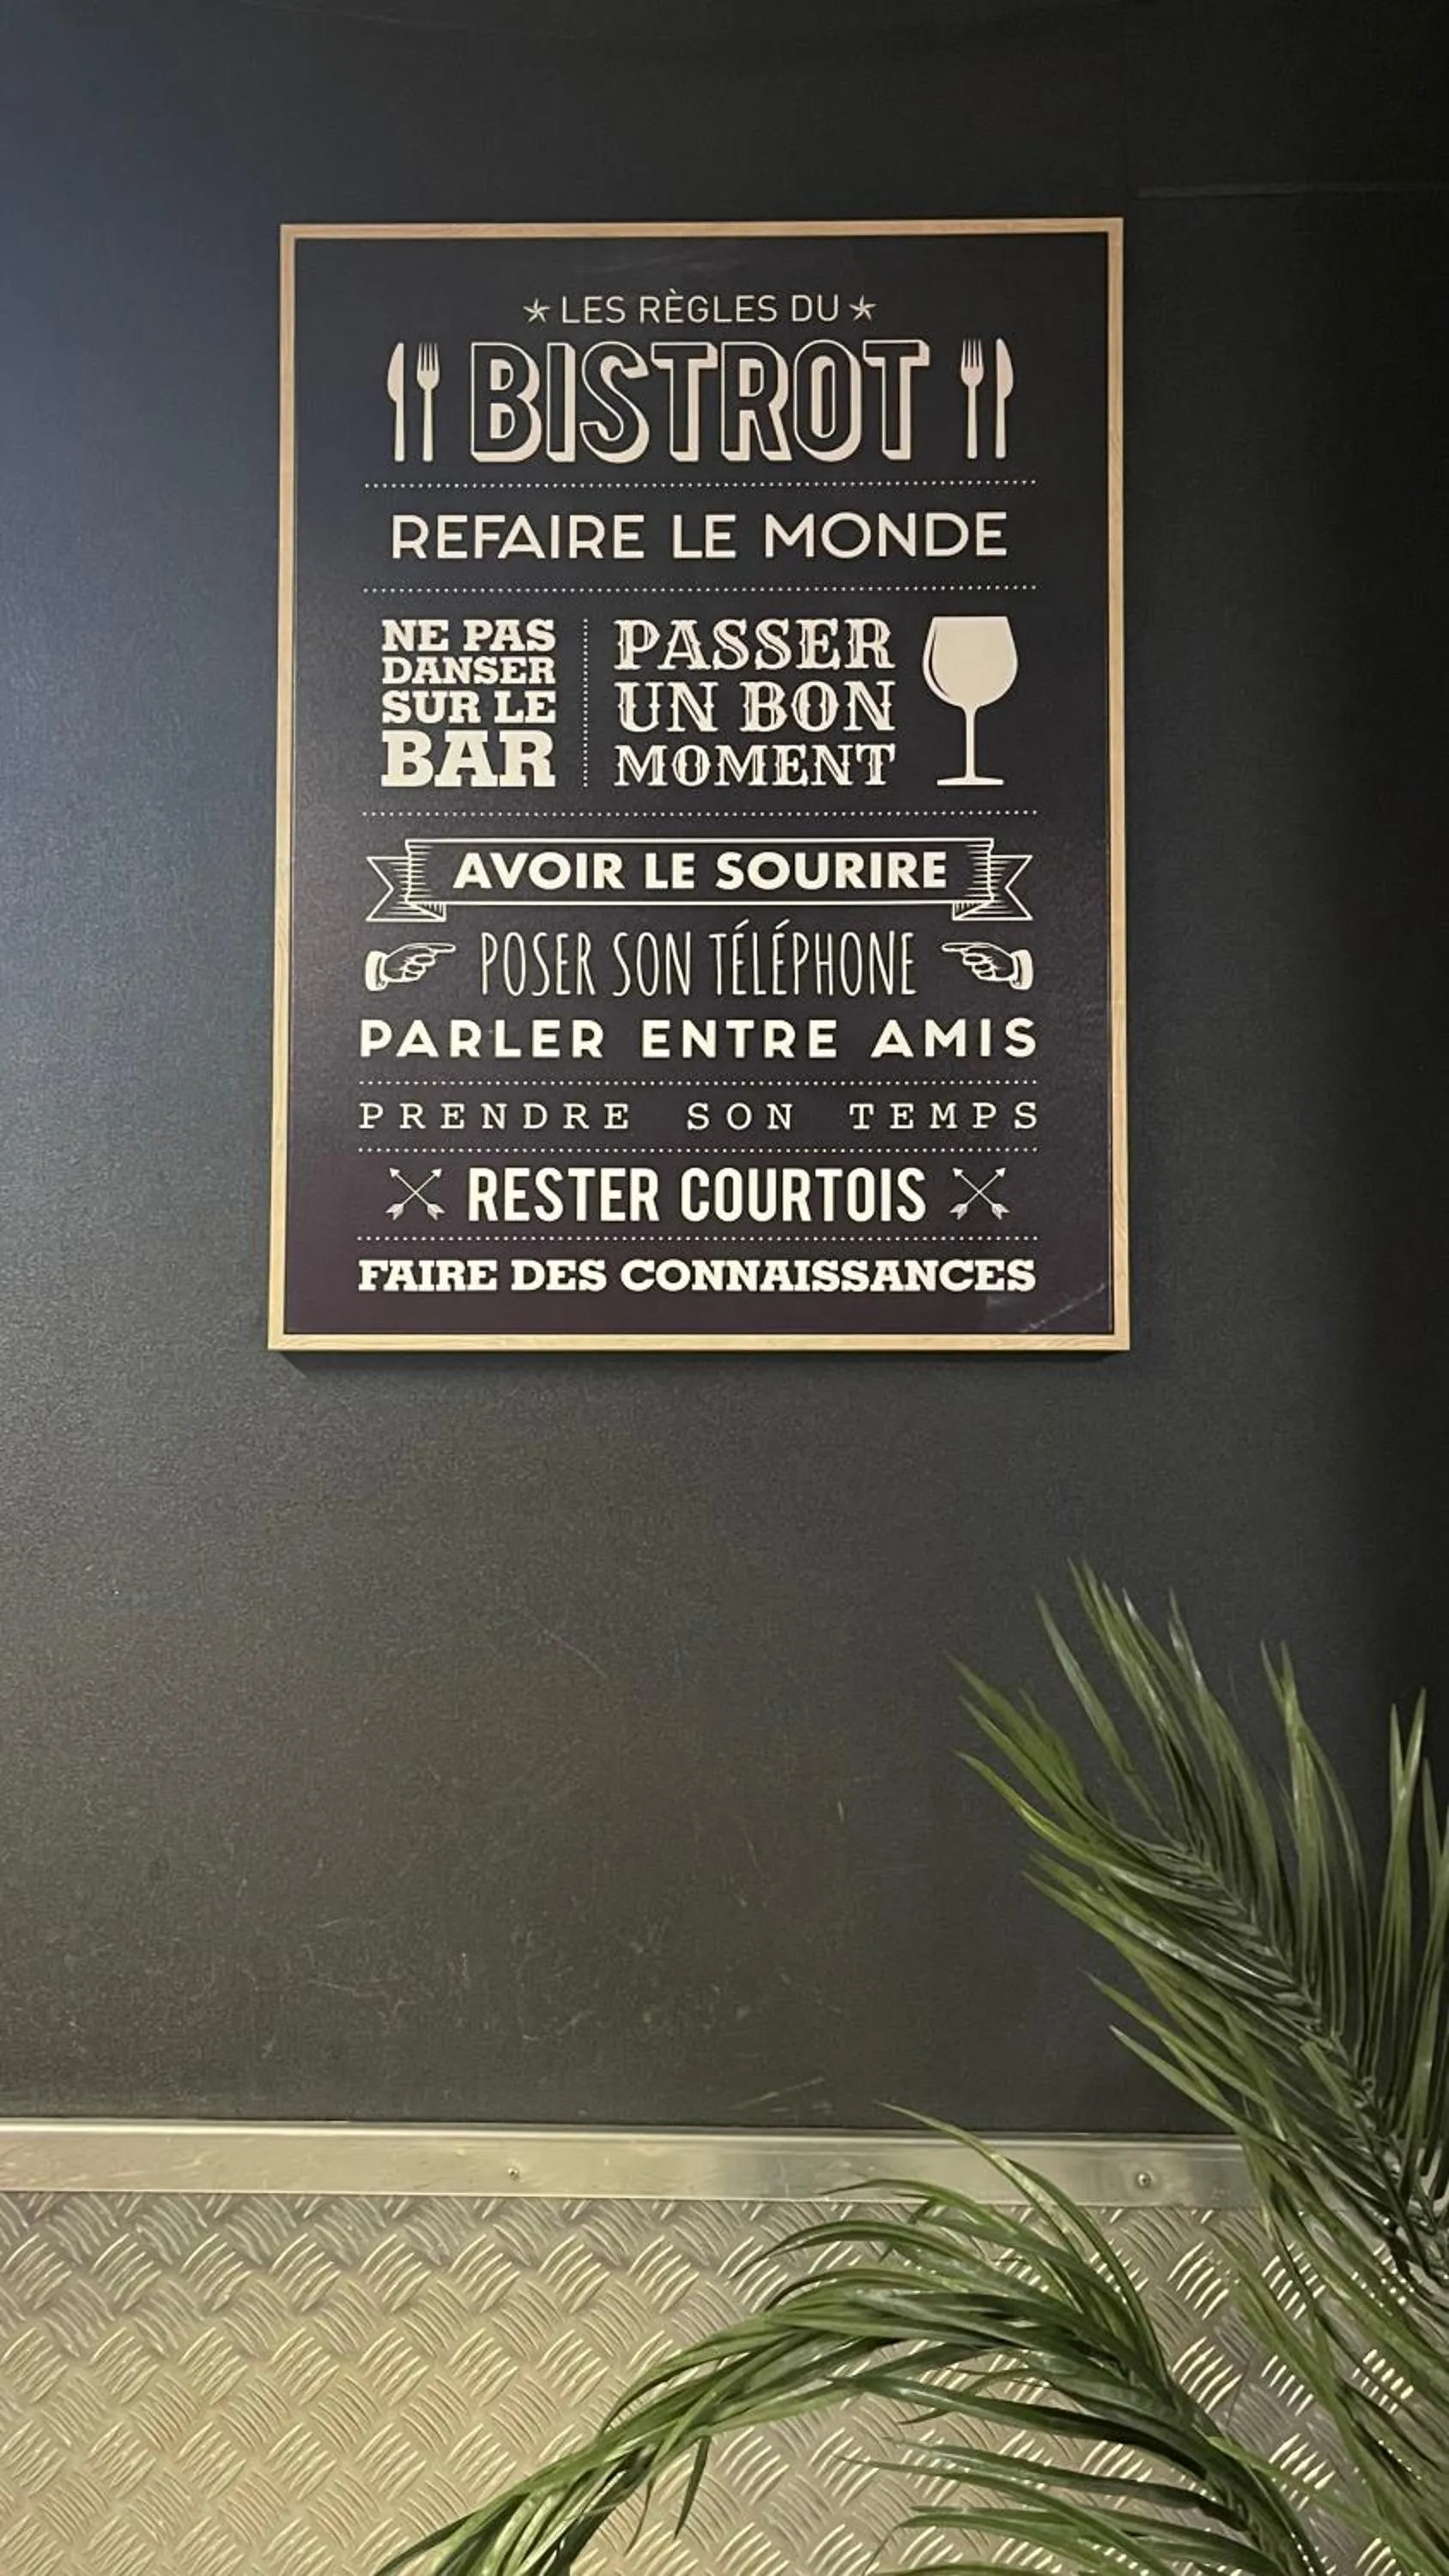 LES RÈGLES DU
BISTROT
REFAIRE LE MONDE
NE PAS
DANSER
SUR LE
BAR
PASSER
UN BON
MOMENT
AVOIR LE SOURIRE
POSER SON TÉLÉPHONE
PARLER ENTRE AMIS
PRENDRE SON TEMPS
RESTER COURTOIS
FAIRE DES CONNAISSANCES